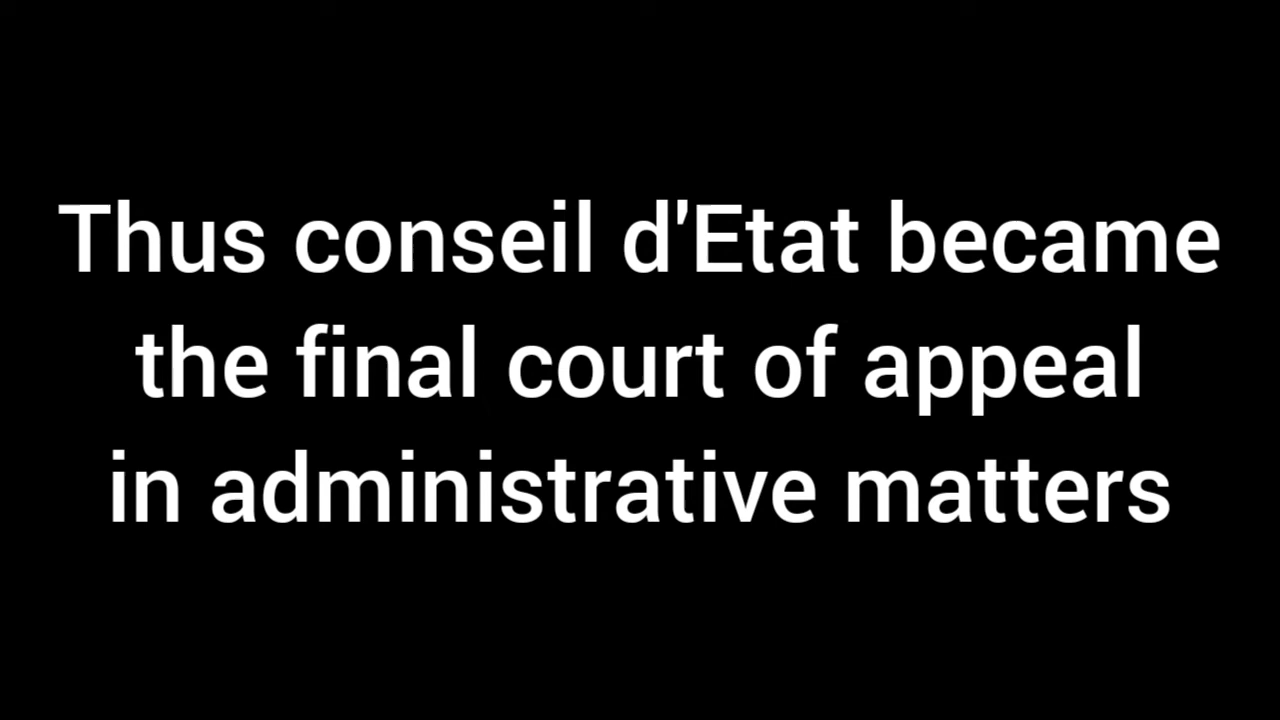 Thus conseil d'Etat became
the final court of appeal
in administrative matters